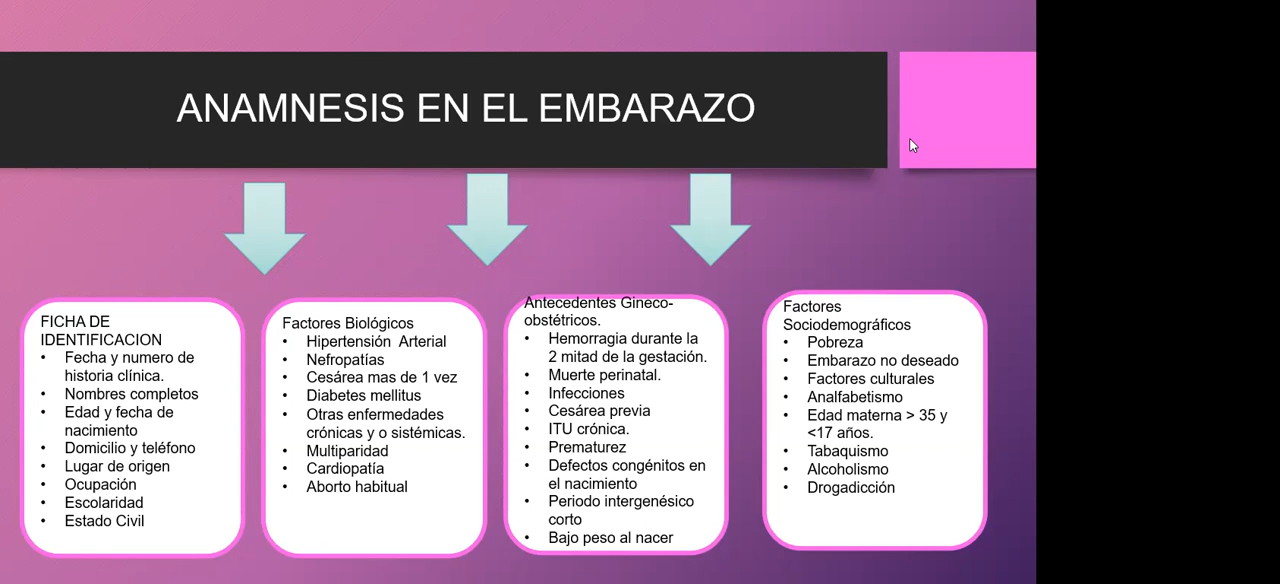 ANAMNESIS EN EL EMBARAZO
FICHA DE
IDENTIFICACION
• Fecha y numero de
historia clínica.
• Nombres completos
• Edad y fecha de
nacimiento
• Domicilio y teléfono
• Lugar de origen
• Ocupación
• Escolaridad
• Estado Civil
Factores Biológicos
• Hipertensión Arterial
• Nefropatías
• Cesárea mas de 1 vez
• Diabetes mellitus
• Otras enfermedades
crónicas y o sistémicas.
• Multiparidad
• Cardiopatía
• Aborto habitual
Antecedentes Gineco-
obstétricos.
• Hemorragia durante la
2 mitad de la gestación.
• Muerte perinatal.
• Infecciones
• Cesárea previa
• ITU crónica.
• Prematurez
• Defectos congénitos en
el nacimiento
• Periodo intergenésico
corto
• Bajo peso al nacer
Factores
Sociodemográficos
• Pobreza
• Embarazo no deseado
• Factores culturales
• Analfabetismo
• Edad materna > 35 y
<17 años.
• Tabaquismo
• Alcoholismo
• Drogadicción